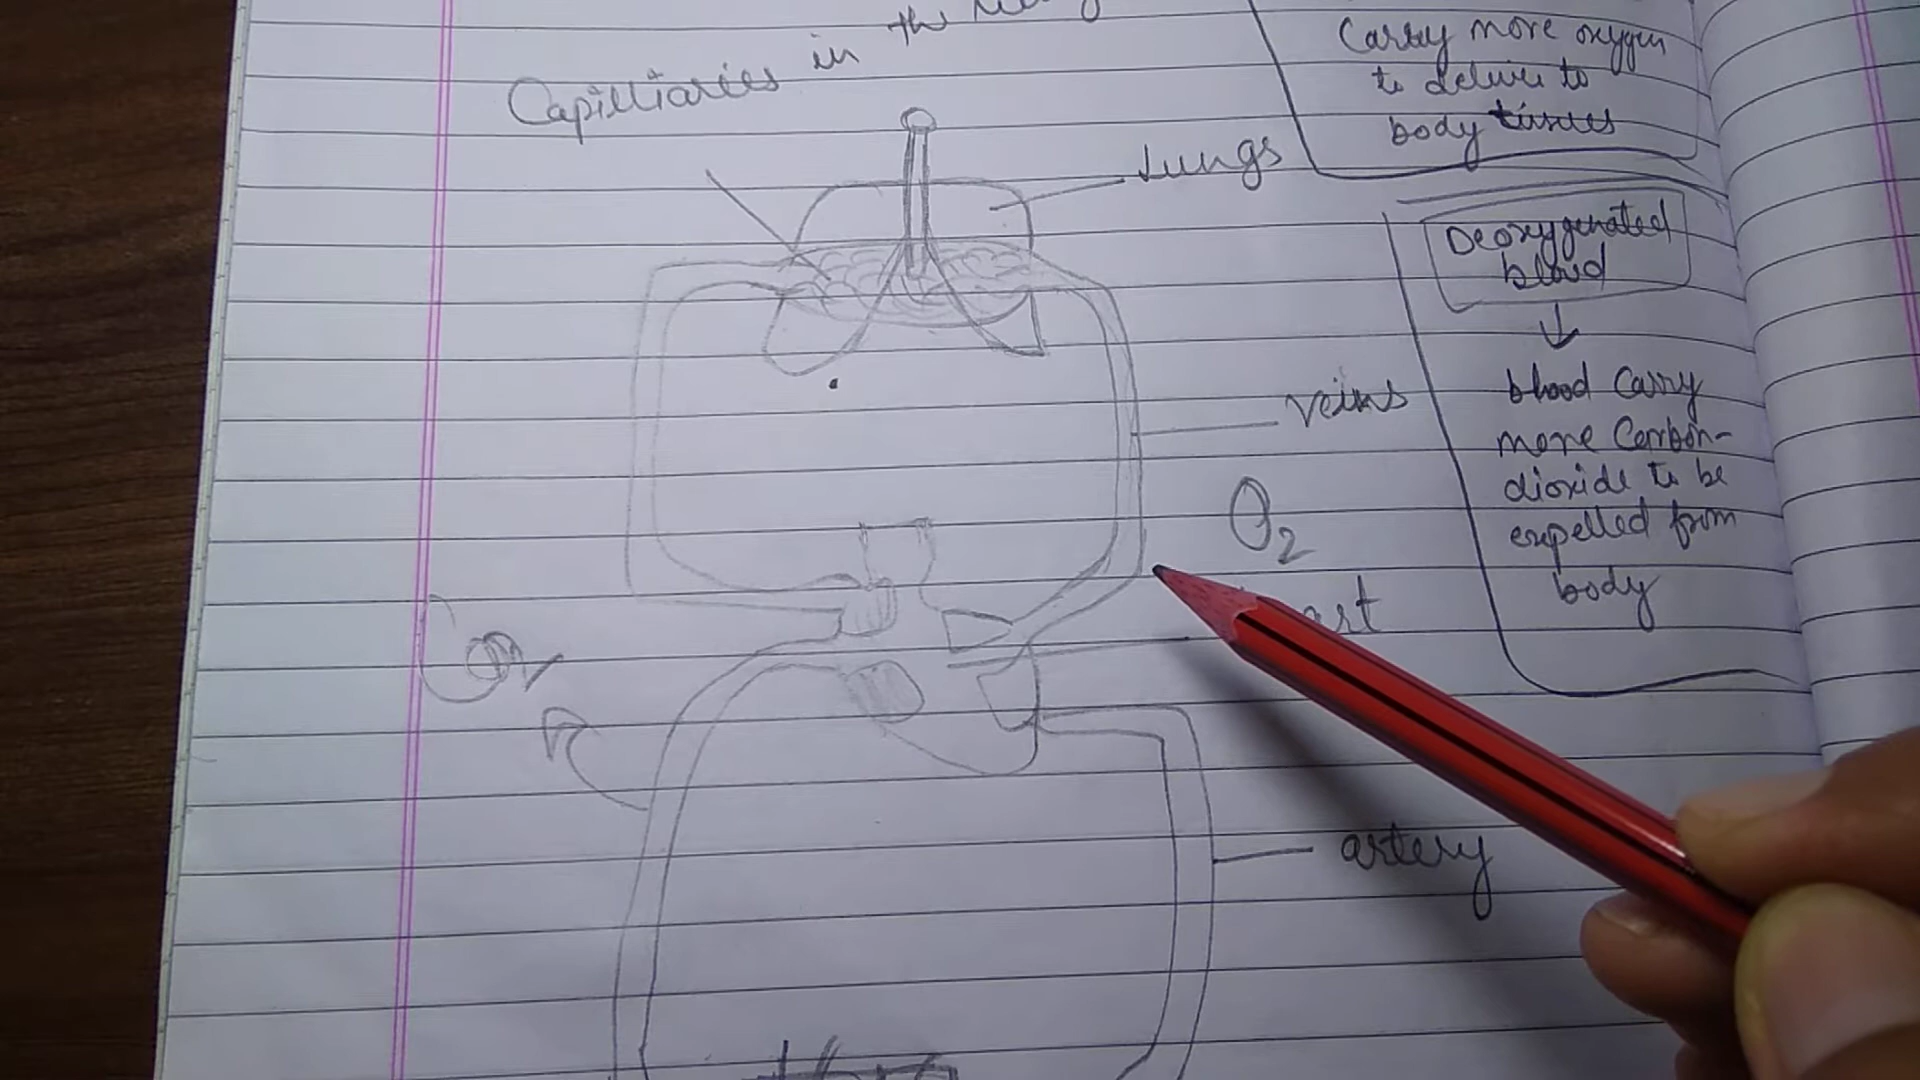 Capilliaries in the
Carry more oxygen
to deliver to
body tissues
Lungs
Deoxygenated
blood
blood Carry
more Carbon-
dioxide to be
expelled from
body
veins
O2
artery